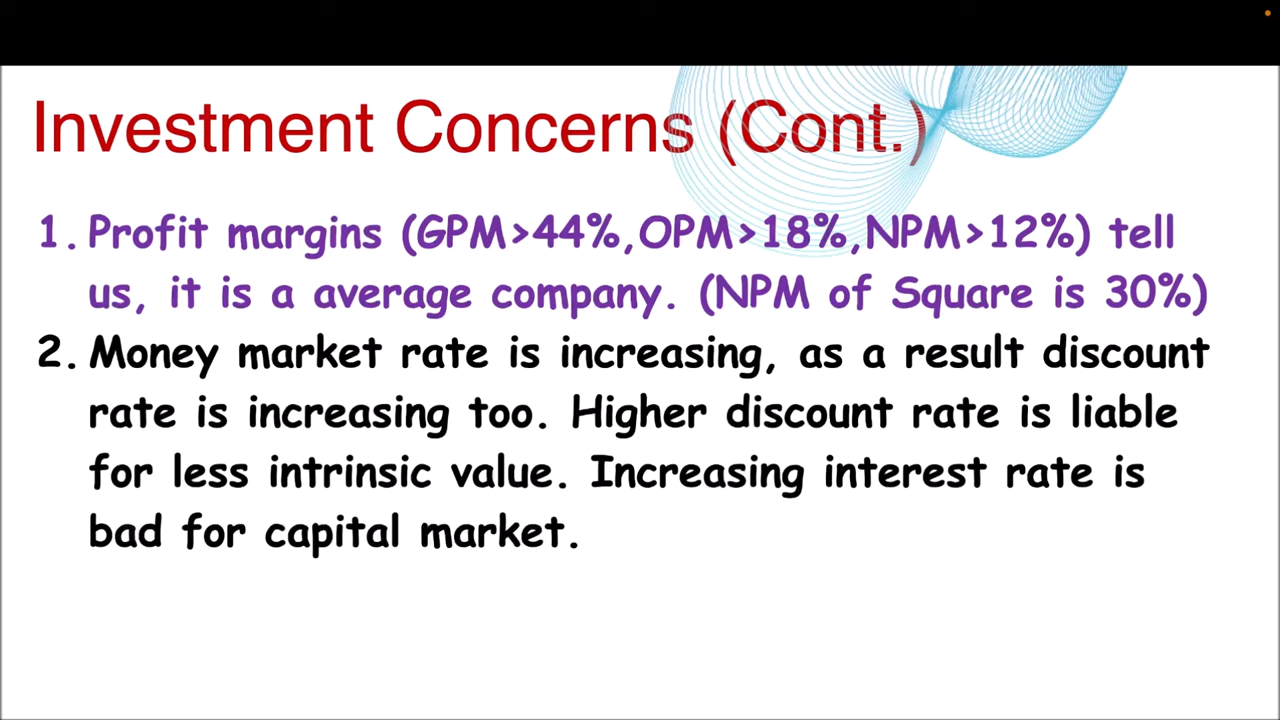 Investment Concerns (Cont.)
1. Profit margins (GPM>44%,OPM>18%,NPM>12%) tell
us, it is a average company. (NPM of Square is 30%)
2. Money market rate is increasing, as a result discount
rate is increasing too. Higher discount rate is liable
for less intrinsic value. Increasing interest rate is
bad for capital market.